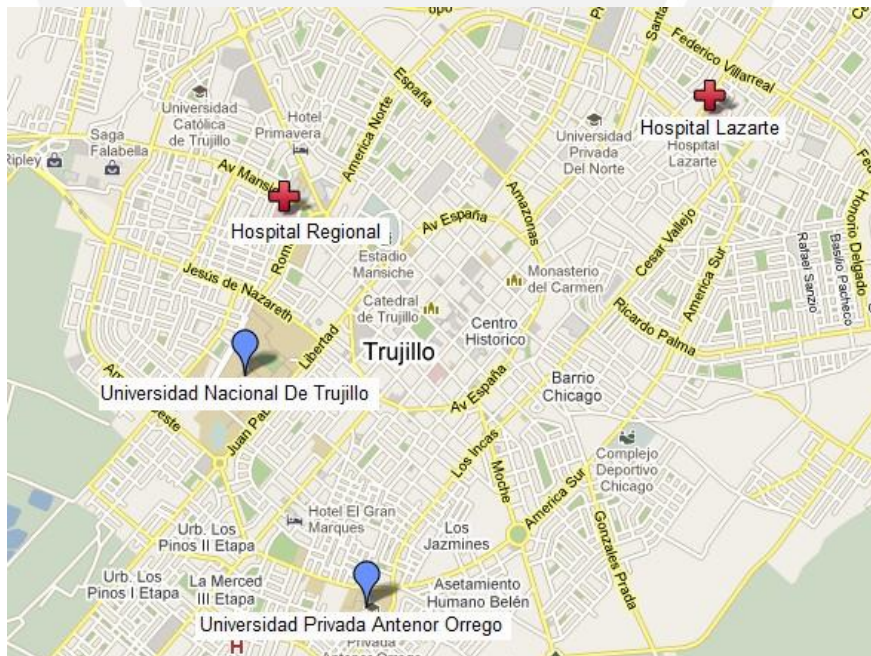 España
Santa
Federico Villarreal
Universidad
Católica
de Trujillo
Hotel
Primavera
America Norte
Hospital Lazarte
Hospital
Lazarte
Universidad
Privada
Del Norte
Saga
Falabella
Ripley
Av Mansiche
Hospital Regional
Amazonas
Av España
Cesar Vallejo
America Sur
Honorio Delgado
Basilio Pacheco
Rafael Sanzio
Estadio
Mansiche
Jesús de Nazareth
Monasterio
del Carmen
Catedral
de Trujillo
Centro
Historico
Ricardo Palma
Libertad
Trujillo
Universidad Nacional De Trujillo
Av España
Barrio
Chicago
Juan Pablo
Los Incas
Moche
Complejo
Deportivo
Chicago
America Sur
Gonzales Prada
Hotel El Gran
Marques
Los
Jazmines
Urb. Los
Pinos II Etapa
Urb. Los
Pinos I Etapa
La Merced
III Etapa
Asetamiento
Humano Belén
Universidad Privada Antenor Orrego
H
Privada
Antenor Orrego